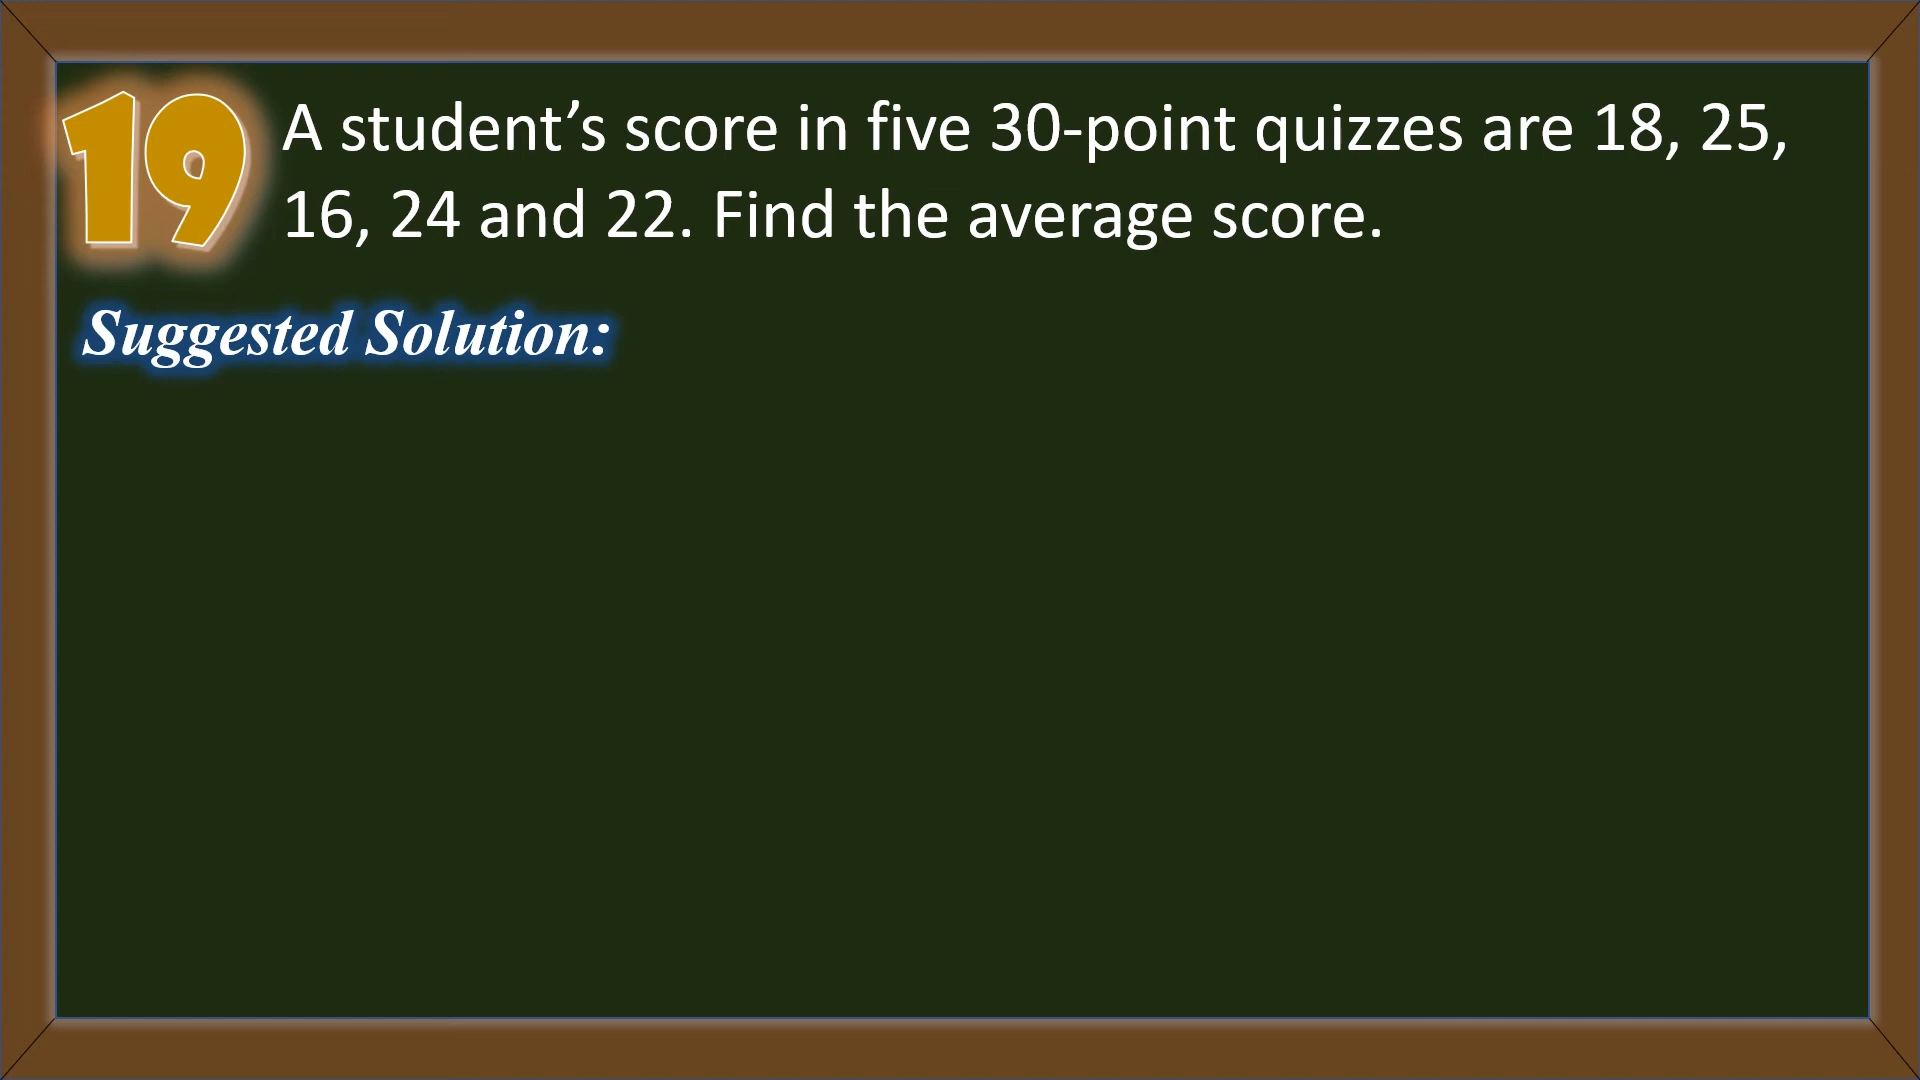 19
A student’s score in five 30-point quizzes are 18, 25,
16, 24 and 22. Find the average score.
Suggested Solution: